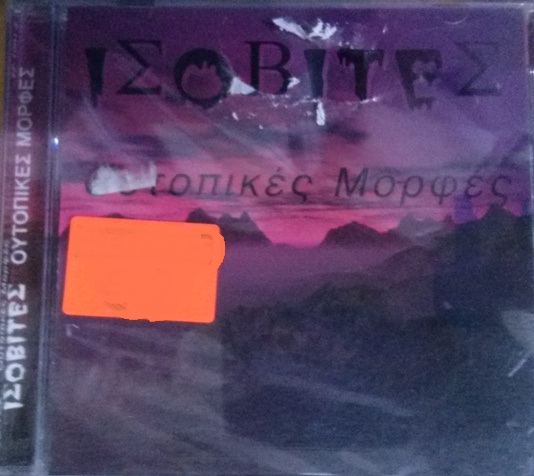 ΙΣΟΒΙΤΕΣ
Ουτοπικές Μορφές
ΙΣΟΒΙΤΕΣ ΟΥΤΟΠΙΚΕΣ ΜΟΡΦΕΣ